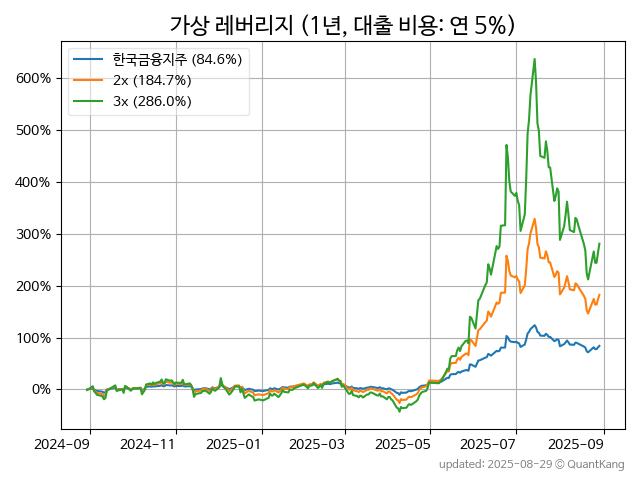 가상 레버리지 (1년, 대출 비용: 연 5%)
한국금융지주 (84.6%)
2x (184.7%)
3x (286.0%)
600%
500%
400%
300%
200%
100%
0%
2024-09 2024-11 2025-01 2025-03 2025-05 2025-07 2025-09
updated: 2025-08-29 © QuantKang